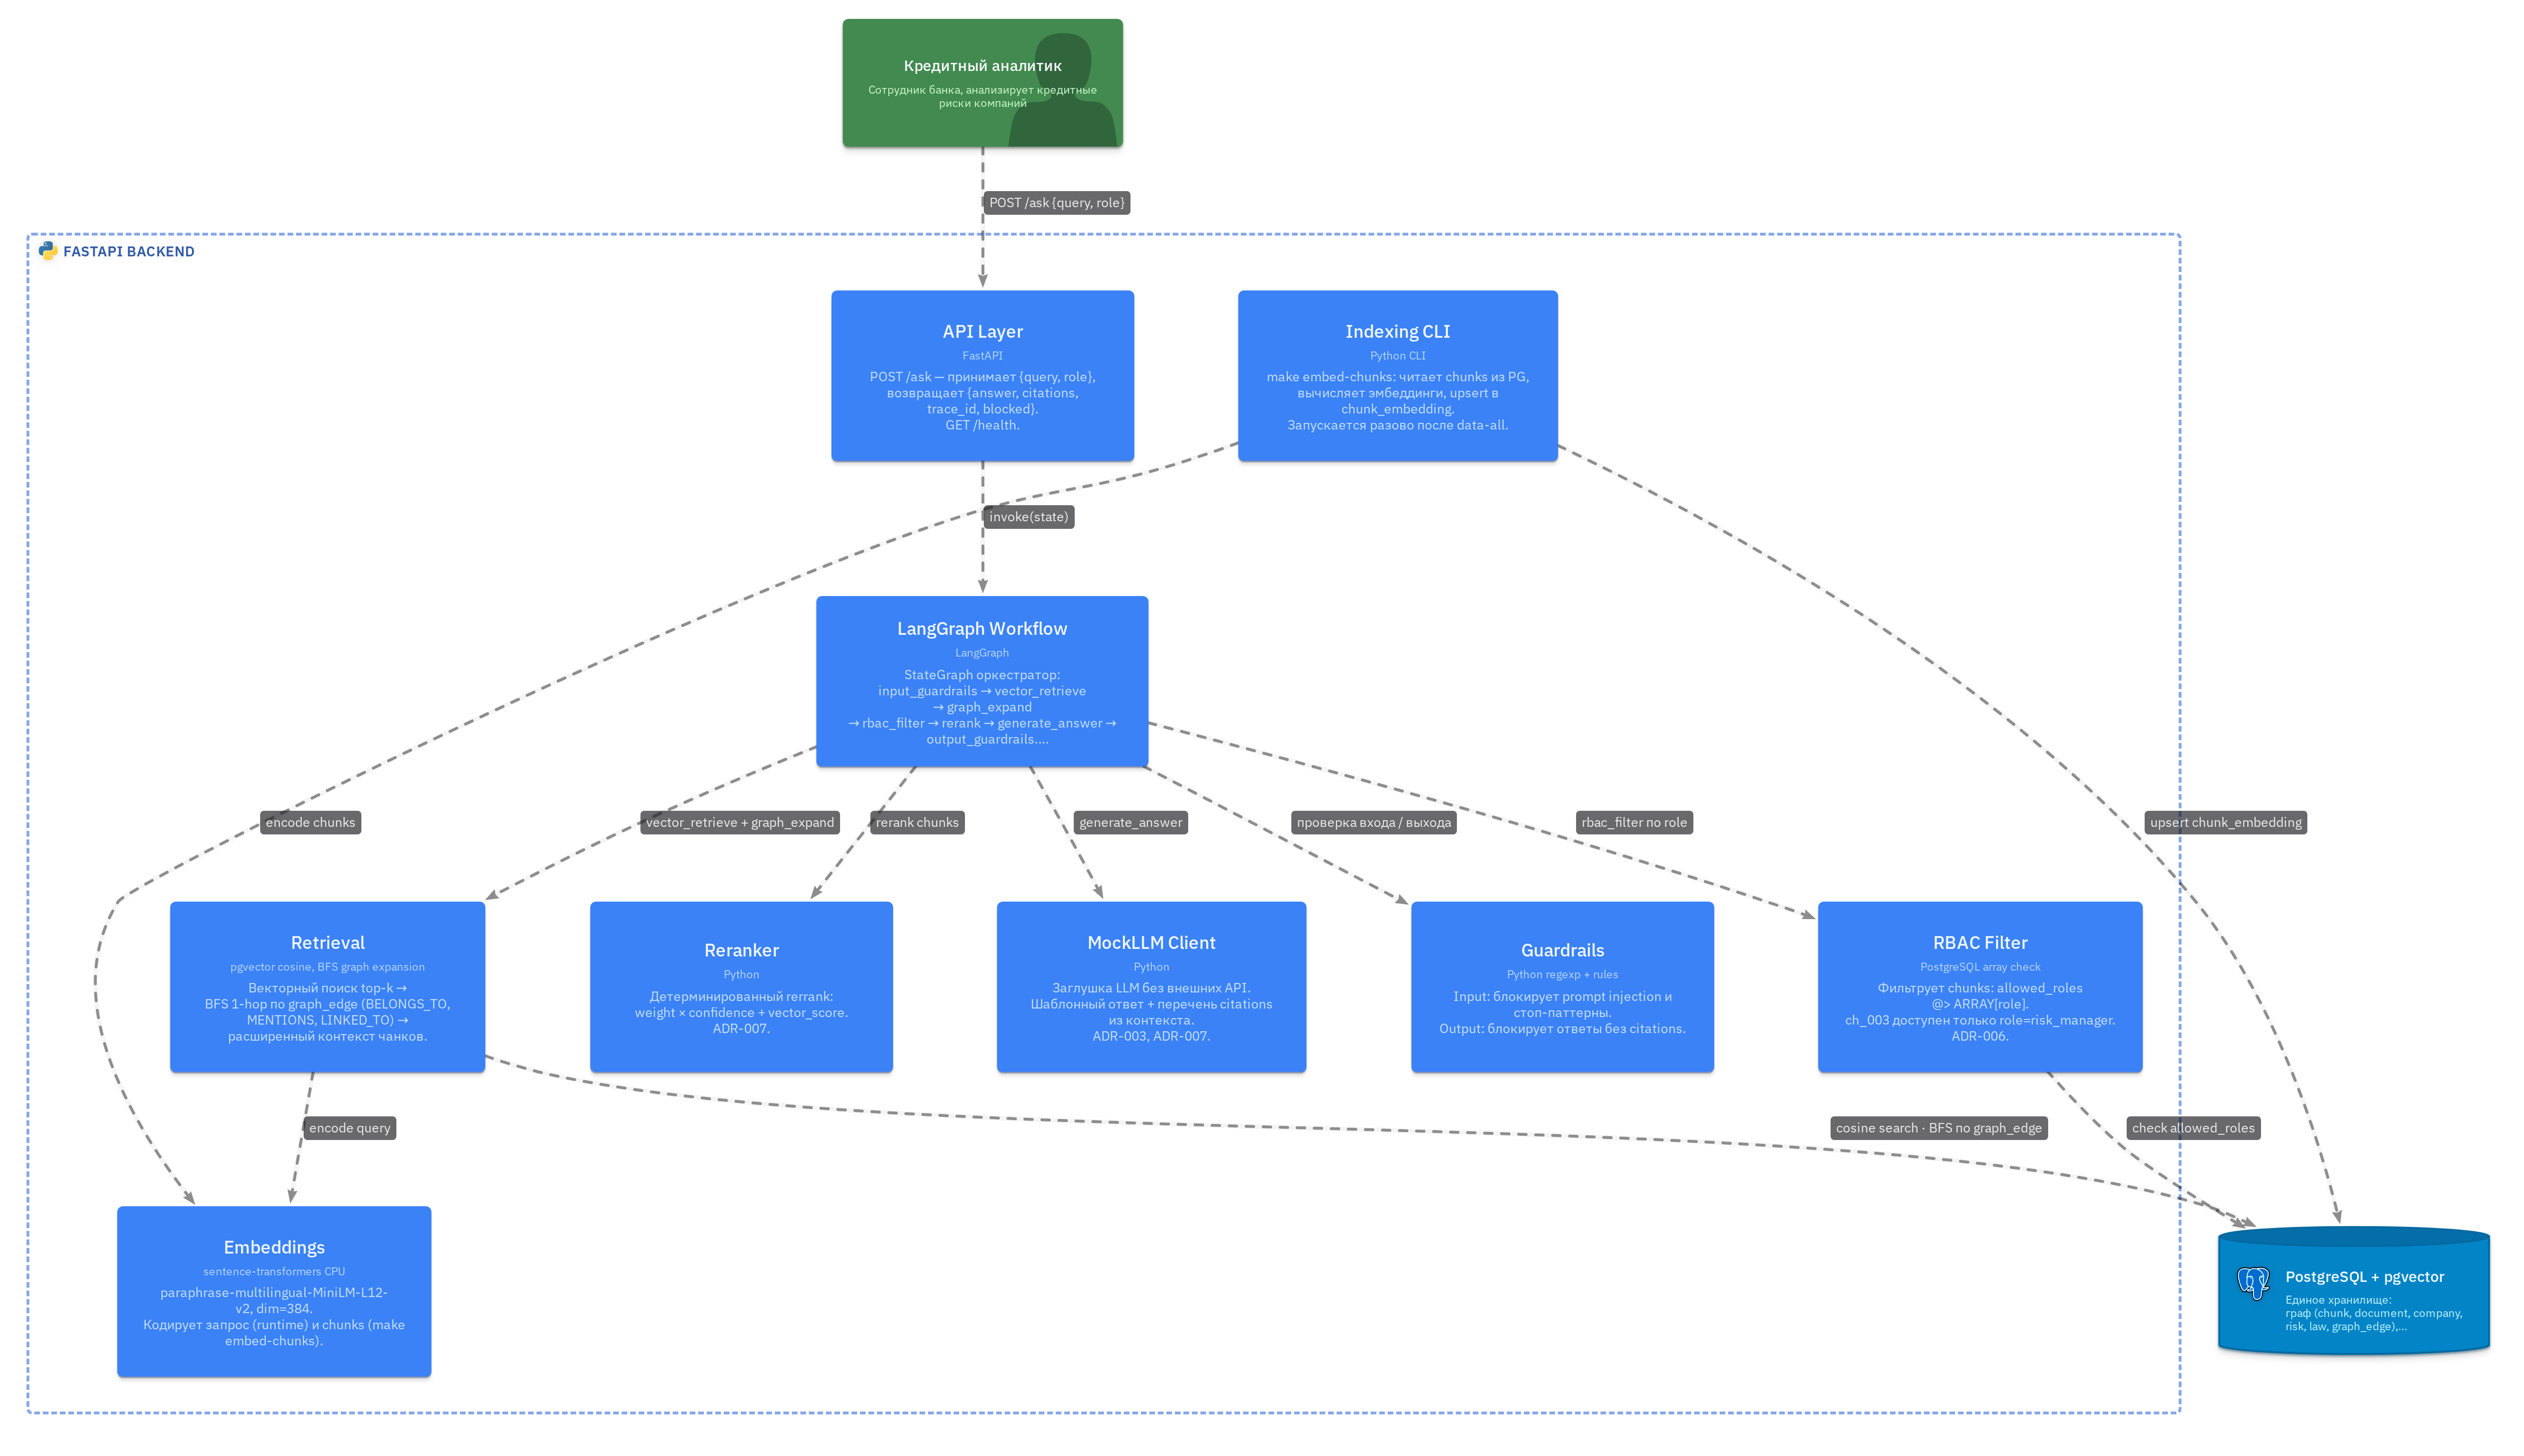 Кредитный аналитик
Сотрудник банка, анализирует кредитные
риски компаний
POST /ask {query, role}
FASTAPI BACKEND
API Layer
FastAPI
POST /ask — принимает {query, role},
возвращает {answer, citations,
trace_id, blocked}.
GET /health.
Indexing CLI
Python CLI
make embed-chunks: читает chunks из PG,
вычисляет эмбеддинги, upsert в
chunk_embedding.
Запускается разово после data-all.
invoke(state)
LangGraph Workflow
LangGraph
StateGraph оркестратор:
input_guardrails → vector_retrieve
→ graph_expand
→ rbac_filter → rerank → generate_answer →
output_guardrails....
encode chunks
vector_retrieve + graph_expand
rerank chunks
generate_answer
проверка входа / выхода
rbac_filter по role
upsert chunk_embedding
Retrieval
pgvector cosine, BFS graph expansion
Векторный поиск top-k →
BFS 1-hop по graph_edge (BELONGS_TO,
MENTIONS, LINKED_TO) →
расширенный контекст чанков.
Reranker
Python
Детерминированный rerrank:
weight × confidence + vector_score.
ADR-007.
MockLLM Client
Python
Заглушка LLM без внешних API.
Шаблонный ответ + перечень citations
из контекста.
ADR-003, ADR-007.
Guardrails
Python regexp + rules
Input: блокирует prompt injection и
стоп-паттерны.
Output: блокирует ответы без citations.
RBAC Filter
PostgreSQL array check
Фильтрует chunks: allowed_roles
@> ARRAY[role].
ch_003 доступен только role=risk_manager.
ADR-006.
encode query
cosine search · BFS по graph_edge
check allowed_roles
Embeddings
sentence-transformers CPU
paraphrase-multilingual-MiniLM-L12-
v2, dim=384.
Кодирует запрос (runtime) и chunks (make
embed-chunks).
PostgreSQL + pgvector
Единое хранилище:
граф (chunk, document, company,
risk, law, graph_edge),...